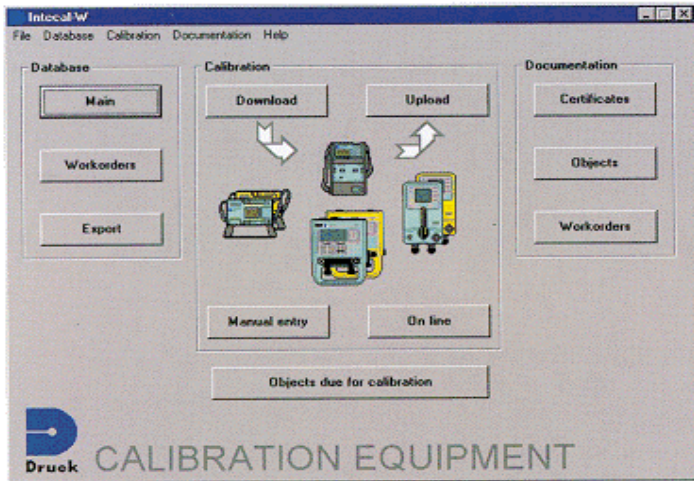 Intecal-W
File Database Calibration Documentation Help
Database
Main
Workorders
Export
Calibration
Download
Upload
Manual entry
On line
Documentation
Certificates
Objects
Workorders
Objects due for calibration
Druck
CALIBRATION EQUIPMENT